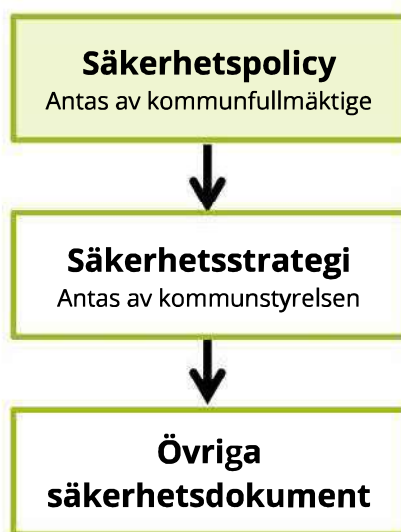 Säkerhetspolicy
Antas av kommunfullmäktige
Säkerhetsstrategi
Antas av kommunstyrelsen
Övriga
säkerhetsdokument